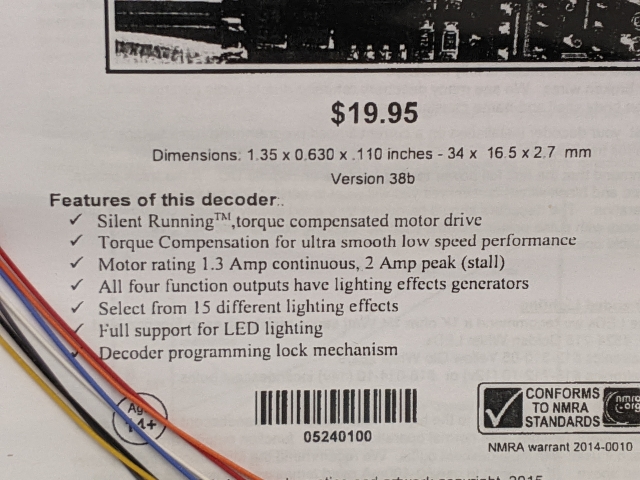 $19.95
Dimensions: 1.35 x 0.630 x .110 inches - 34 x 16.5 x 2.7 mm
Version 38b
Features of this decoder..
✓ Silent Running™,torque compensated motor drive
✓ Torque Compensation for ultra smooth low speed performance
✓ Motor rating 1.3 Amp continuous, 2 Amp peak (stall)
✓ All four function outputs have lighting effects generators
✓ Select from 15 different lighting effects
✓ Full support for LED lighting
✓ Decoder programming lock mechanism
14+
05240100
CONFORMS
TO NMRA
STANDARDS
nmra
.org
NMRA warrant 2014-0010